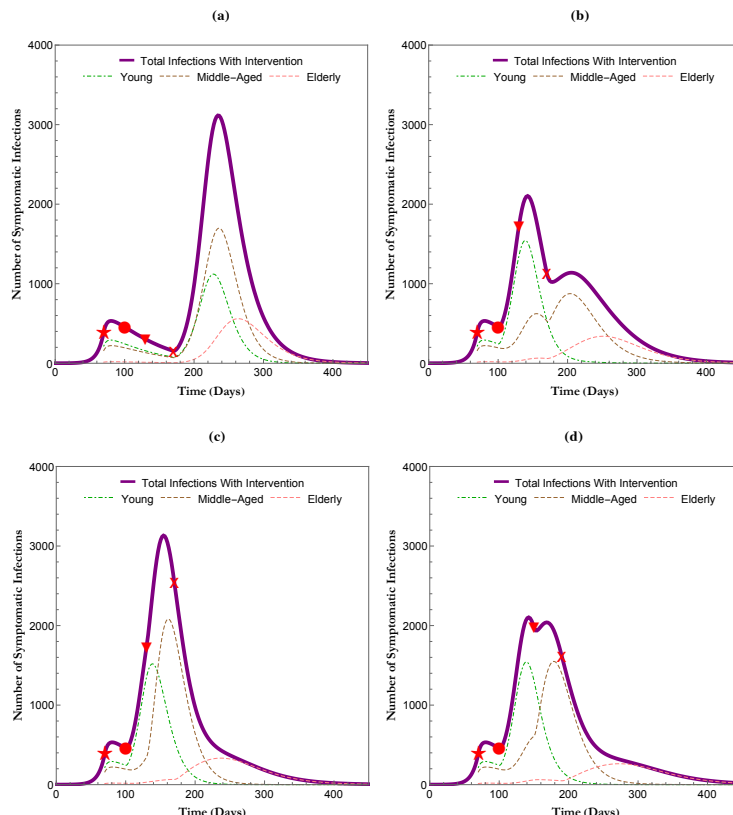 (a)
4000
3000
2000
1000
0
0 100 200 300 400
Number of Symptomatic Infections
Time (Days)
Total Infections With Intervention
Young Middle-Aged Elderly
(b)
4000
3000
2000
1000
0
0 100 200 300 400
Number of Symptomatic Infections
Time (Days)
Total Infections With Intervention
Young Middle-Aged Elderly
(c)
4000
3000
2000
1000
0
0 100 200 300 400
Number of Symptomatic Infections
Time (Days)
Total Infections With Intervention
Young Middle-Aged Elderly
(d)
4000
3000
2000
1000
0
0 100 200 300 400
Number of Symptomatic Infections
Time (Days)
Total Infections With Intervention
Young Middle-Aged Elderly